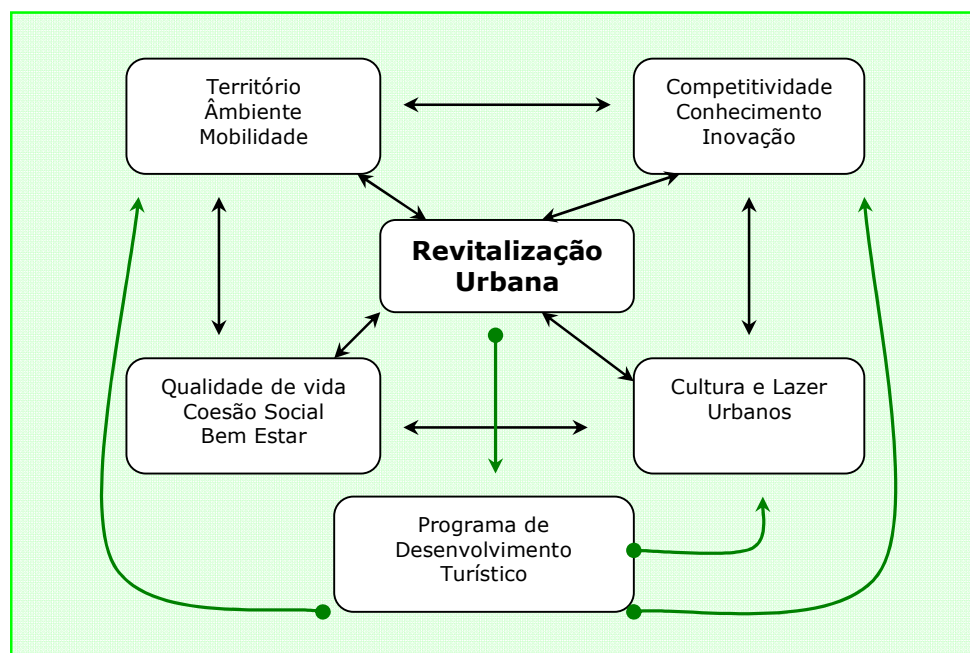 Território
Âmbiente
Mobilidade
Competitividade
Conhecimento
Inovação
Revitalização
Urbana
Qualidade de vida
Coesão Social
Bem Estar
Cultura e Lazer
Urbanos
Programa de
Desenvolvimento
Turístico